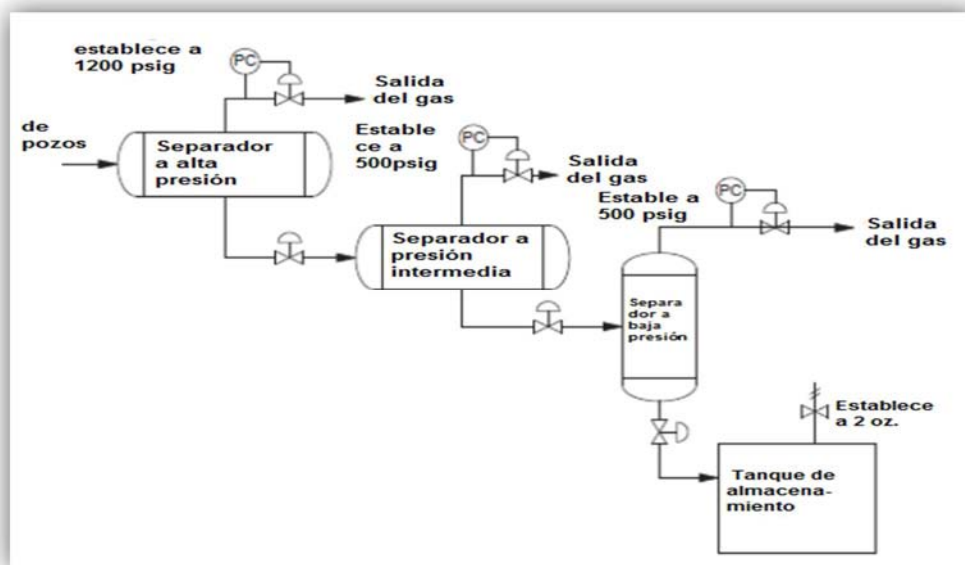 establece a
1200 psig
PC
Salida
del gas
de
pozos
Separador
a alta
presión
Estable
ce a
500psig
PC
Salida
del gas
Separador a
presión
intermedia
Estable a
500 psig
PC
Salida
del gas
Separa
dor a
baja
presión
Establece
a 2 oz.
Tanque de
almacena-
miento